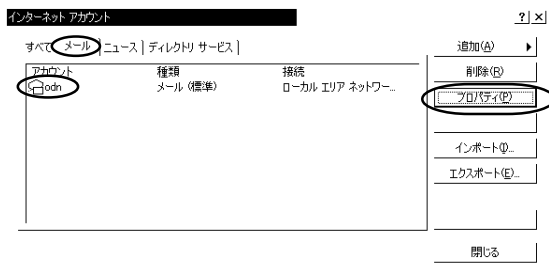 インターネット アカウント ? ×
すべて メール ニュース ディレクトリ サービス
追加(A)
アカウント 種類 接続
odn メール (標準) ローカル エリア ネットワー...
削除(R)
プロパティ(P)
インポート(I)...
エクスポート(E)...
閉じる